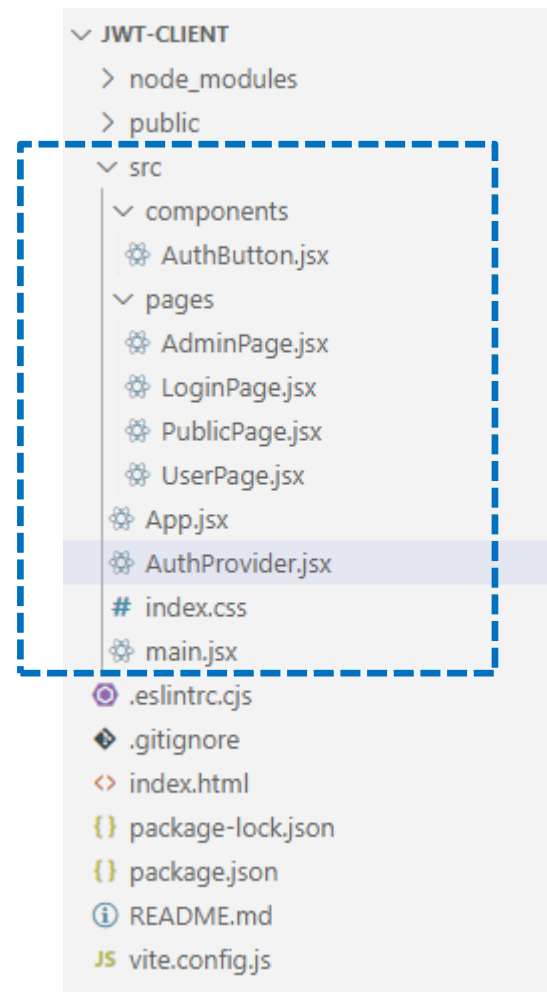 JWT-CLIENT
node_modules
public
src
components
AuthButton.jsx
pages
AdminPage.jsx
LoginPage.jsx
PublicPage.jsx
UserPage.jsx
App.jsx
AuthProvider.jsx
# index.css
main.jsx
.eslintrc.cjs
.gitignore
<> index.html
{} package-lock.json
{} package.json
README.md
JS vite.config.js